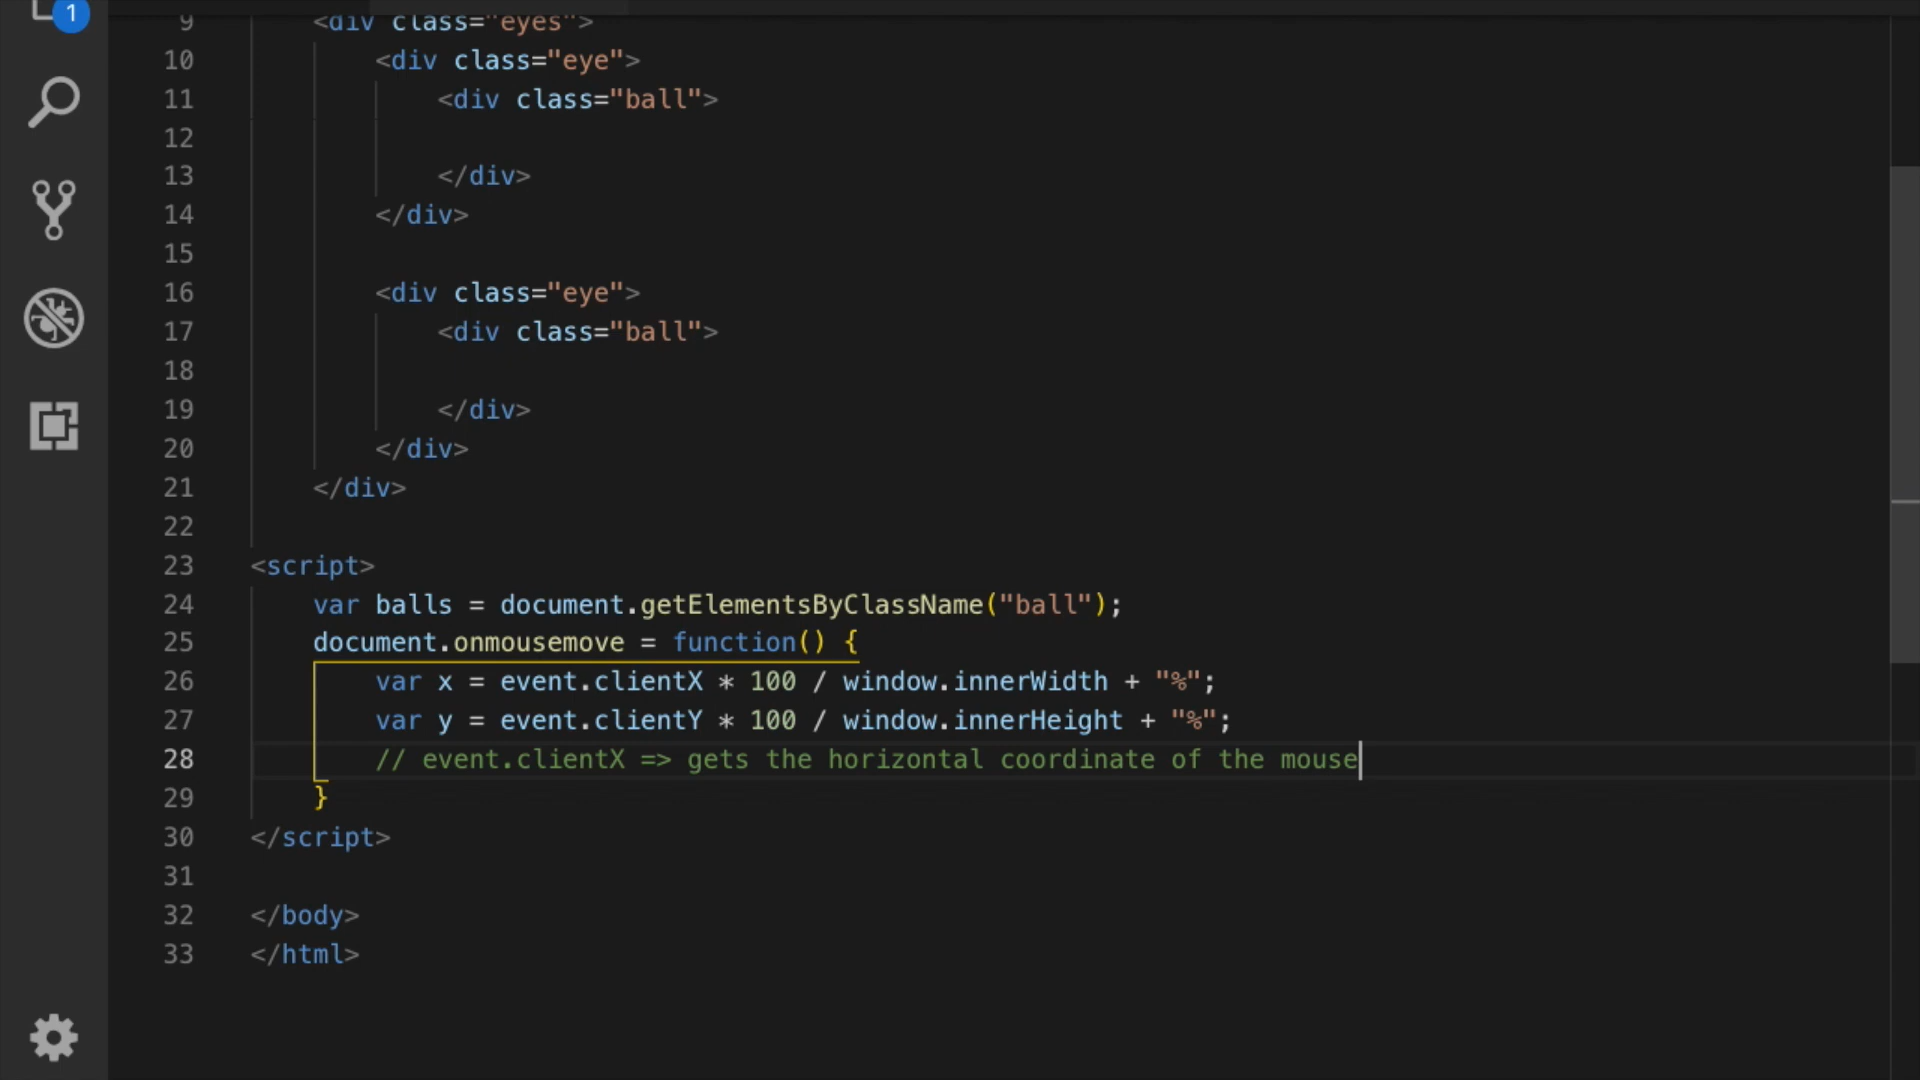 1
9 <div class="eyes">
10 <div class="eye">
11 <div class="ball">
12
13 </div>
14 </div>
15
16 <div class="eye">
17 <div class="ball">
18
19 </div>
20 </div>
21 </div>
22
23 <script>
24 var balls = document.getElementsByClassName("ball");
25 document.onmousemove = function() {
26 var x = event.clientX * 100 / window.innerWidth + "%";
27 var y = event.clientY * 100 / window.innerHeight + "%";
28 // event.clientX => gets the horizontal coordinate of the mouse
29 }
30 </script>
31
32 </body>
33 </html>